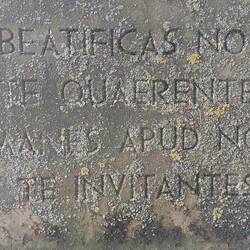 BEATIFICAS NO
TE QUAERENTE
MANES APUD NO
TE INVITANTES